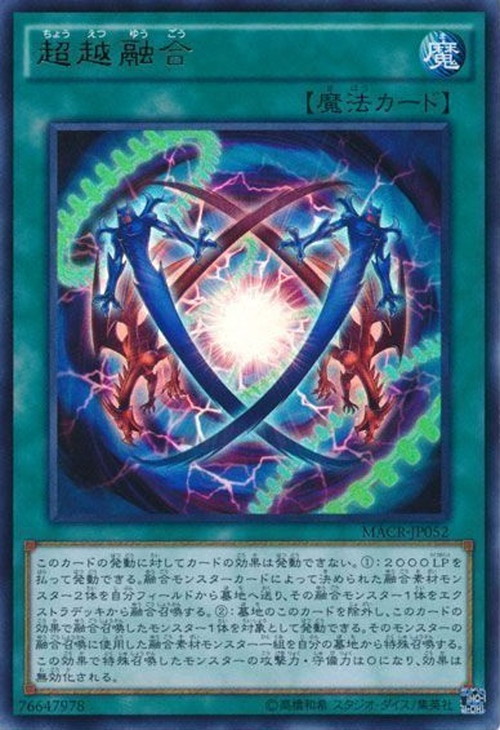 ちょう えつ ゆう ごう
超越融合
魔
【魔法カード】
MACR-JP052
このカードの発動に対してカードの効果は発動できない。①：2000LPを
払って発動できる。融合モンスターカードによって決められた融合素材モン
スター2体を自分フィールドから墓地へ送り、その融合モンスター1体をエク
ストラデッキから融合召喚する。②：墓地のこのカードを除外し、このカードの
効果で融合召喚したモンスター1体を対象として発動できる。そのモンスター
の融合召喚に使用した融合素材モンスター一組を自分の墓地から特殊召喚する。
この効果で特殊召喚したモンスターの攻撃力・守備力は0になり、効果は
無効化される。
76647978
©高橋和希 スタジオ・ダイス/集英社